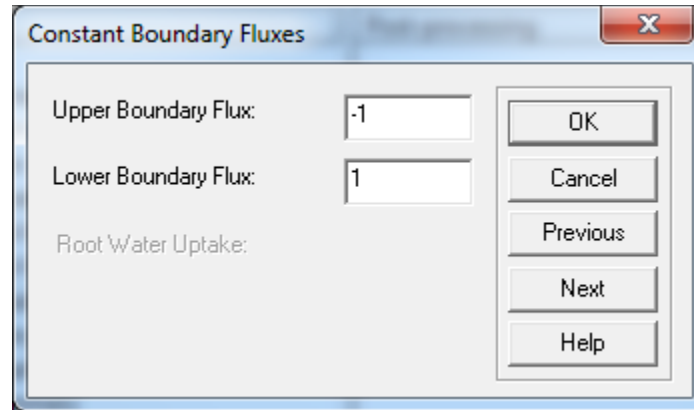 Constant Boundary Fluxes
Upper Boundary Flux: -1
Lower Boundary Flux: 1
Root Water Uptake:
OK
Cancel
Previous
Next
Help